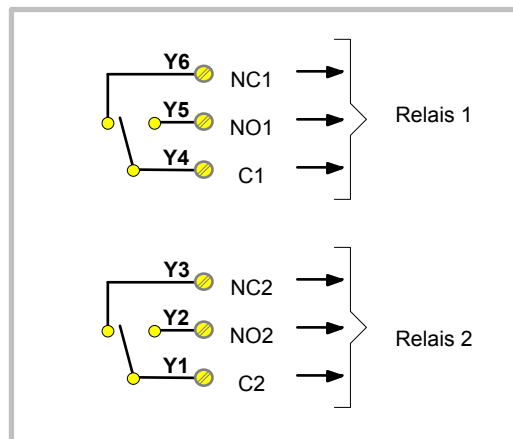 Y6 NC1
Y5 NO1 Relais 1
Y4 C1
Y3 NC2
Y2 NO2 Relais 2
Y1 C2